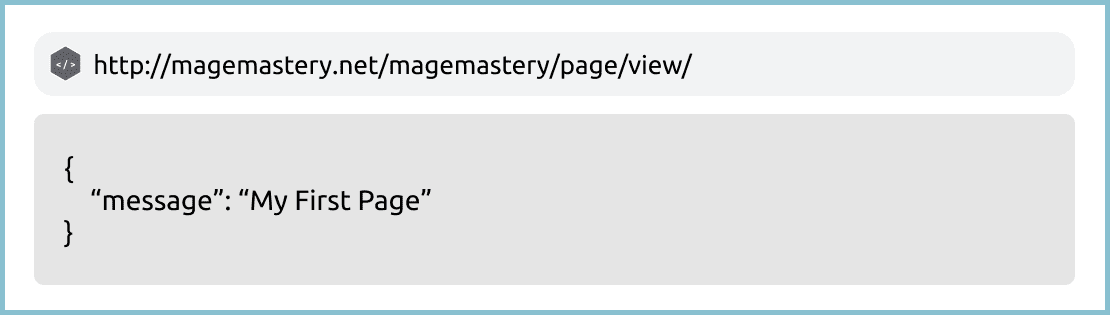 </>
http://magemastery.net/magemastery/page/view/
{
“message”: “My First Page”
}